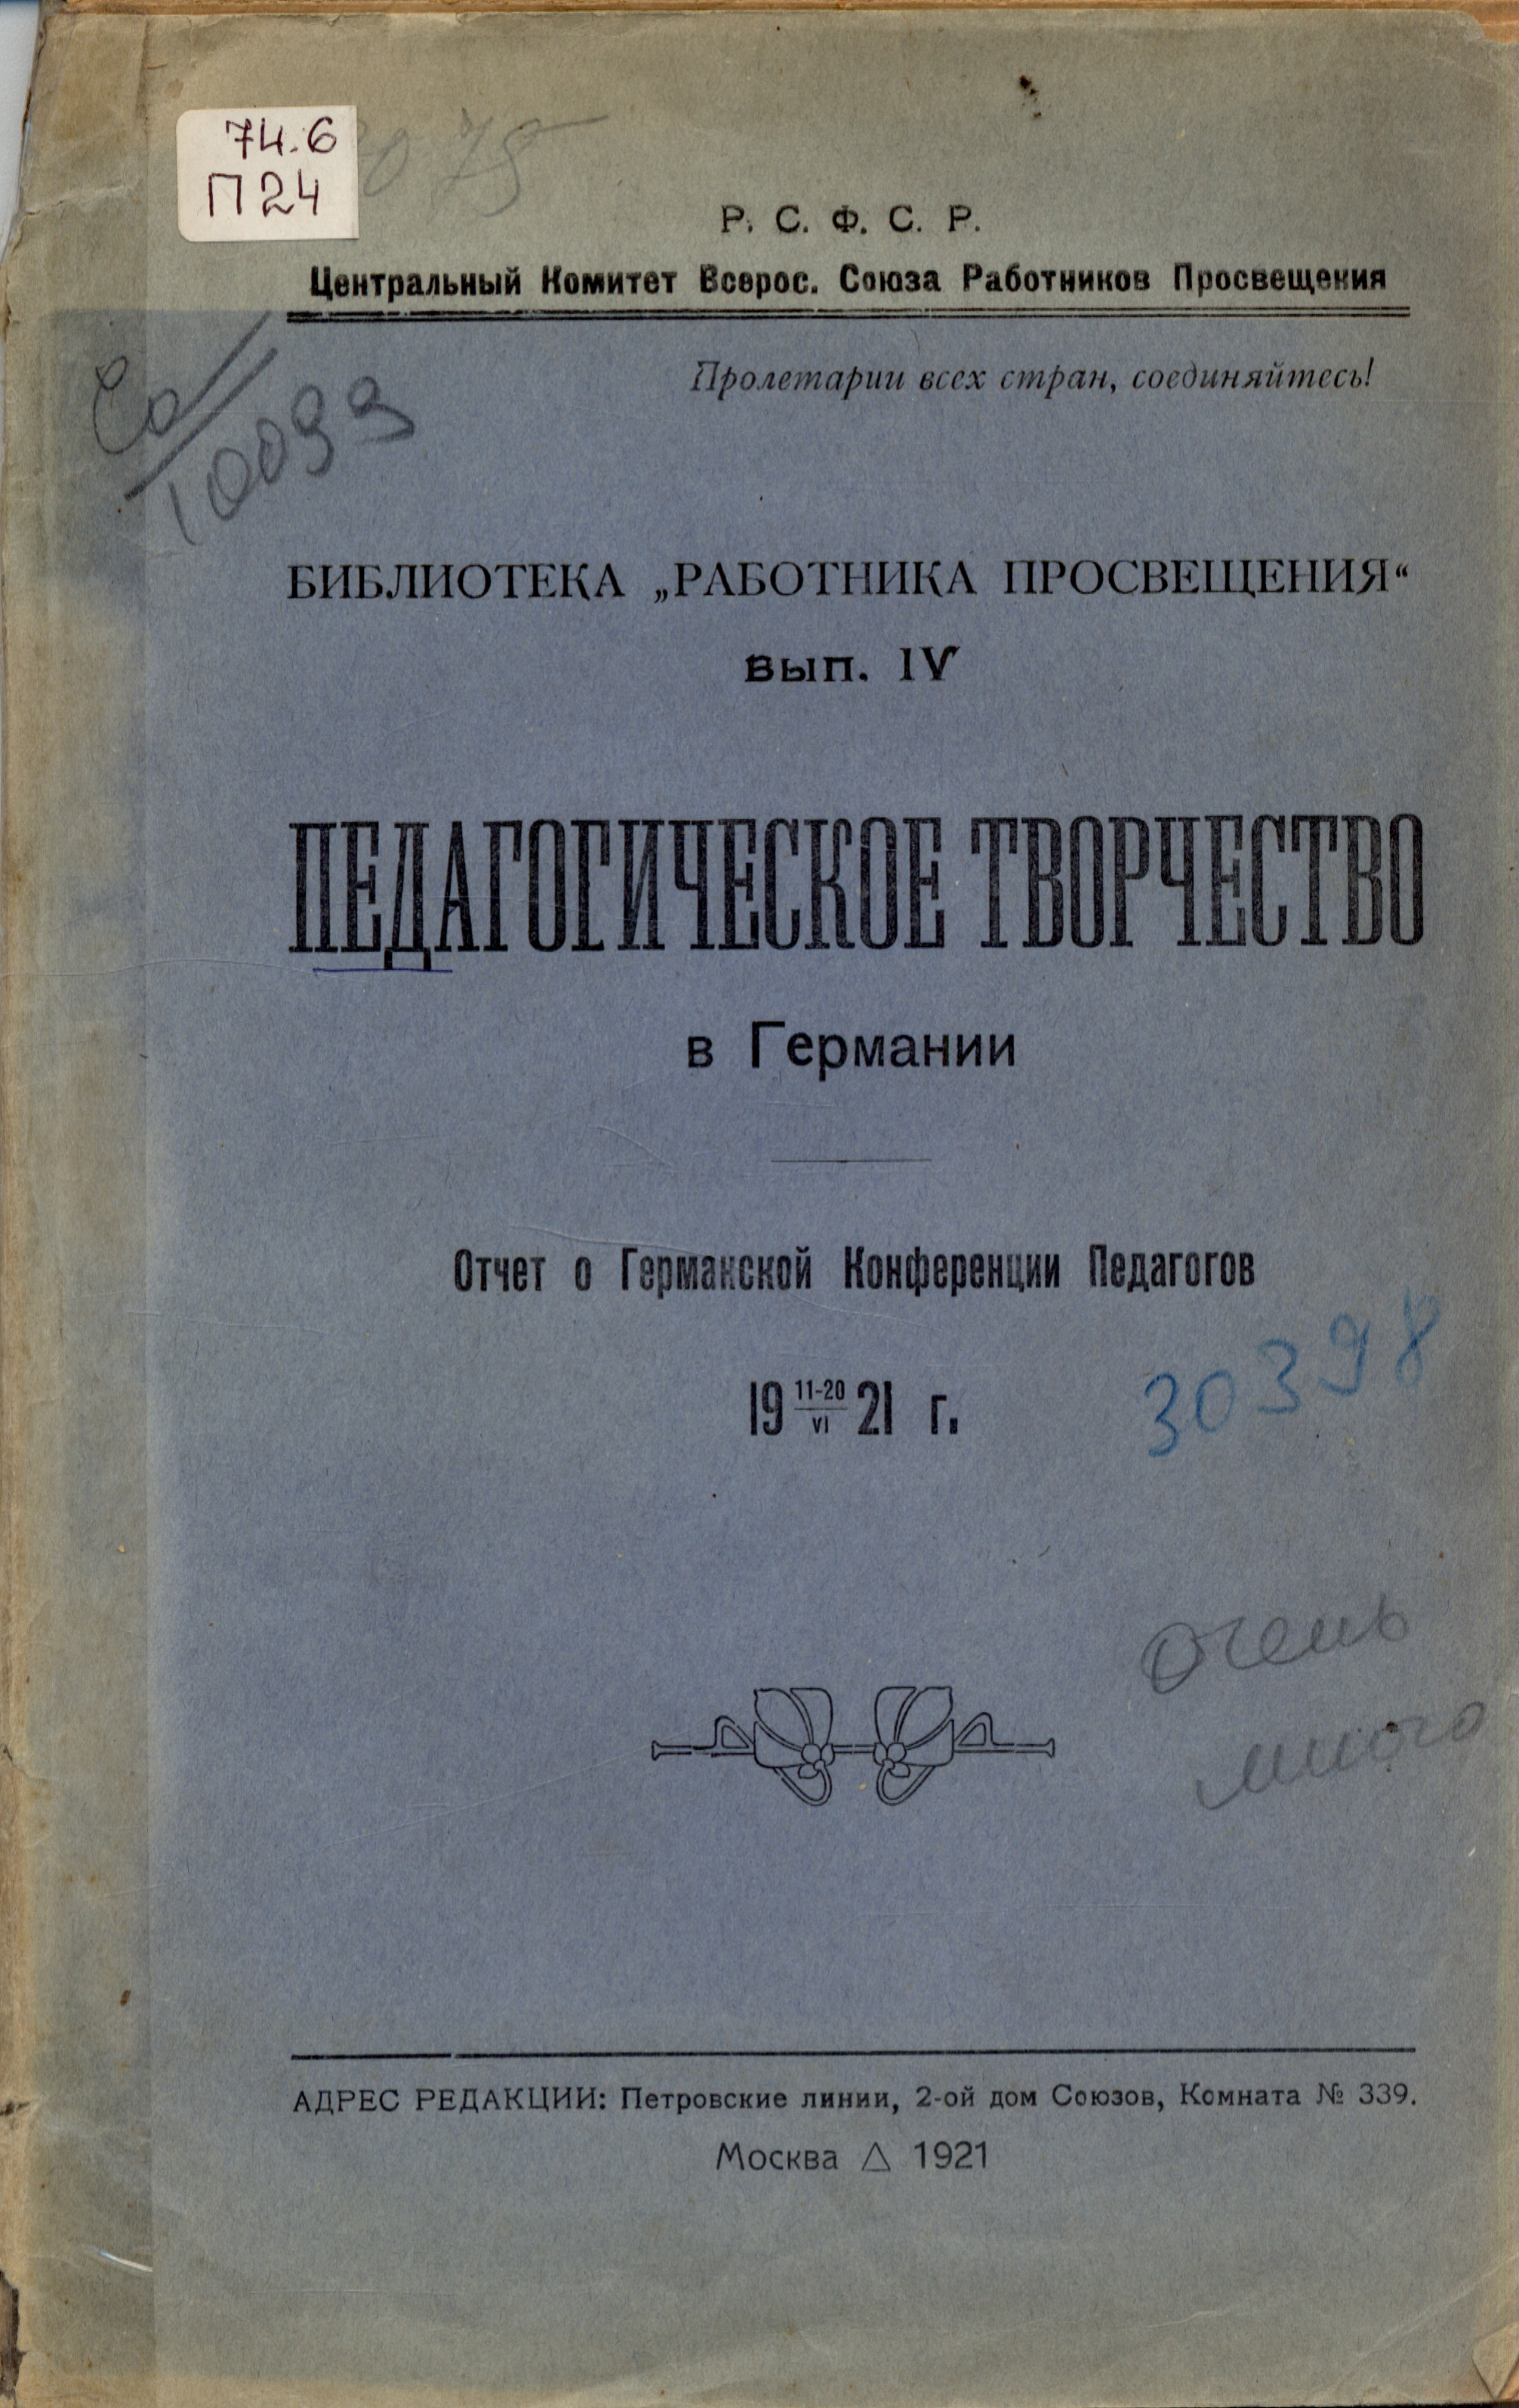 74.6
П24
Р. С. Ф. С. Р.
Центральный Комитет Всерос. Союза Работников Просвещения
Пролетарии всех стран, соединяйтесь!
10099
БИБЛИОТЕКА „РАБОТНИКА ПРОСВЕЩЕНИЯ“
вып. IV
ПЕДАГОГИЧЕСКОЕ ТВОРЧЕСТВО
в Германии
Отчет о Германской Конференции Педагогов
19 11-20/VI 21 г.
30398
очень
много
АДРЕС РЕДАКЦИИ: Петровские линии, 2-ой дом Союзов, Комната № 339.
Москва △ 1921